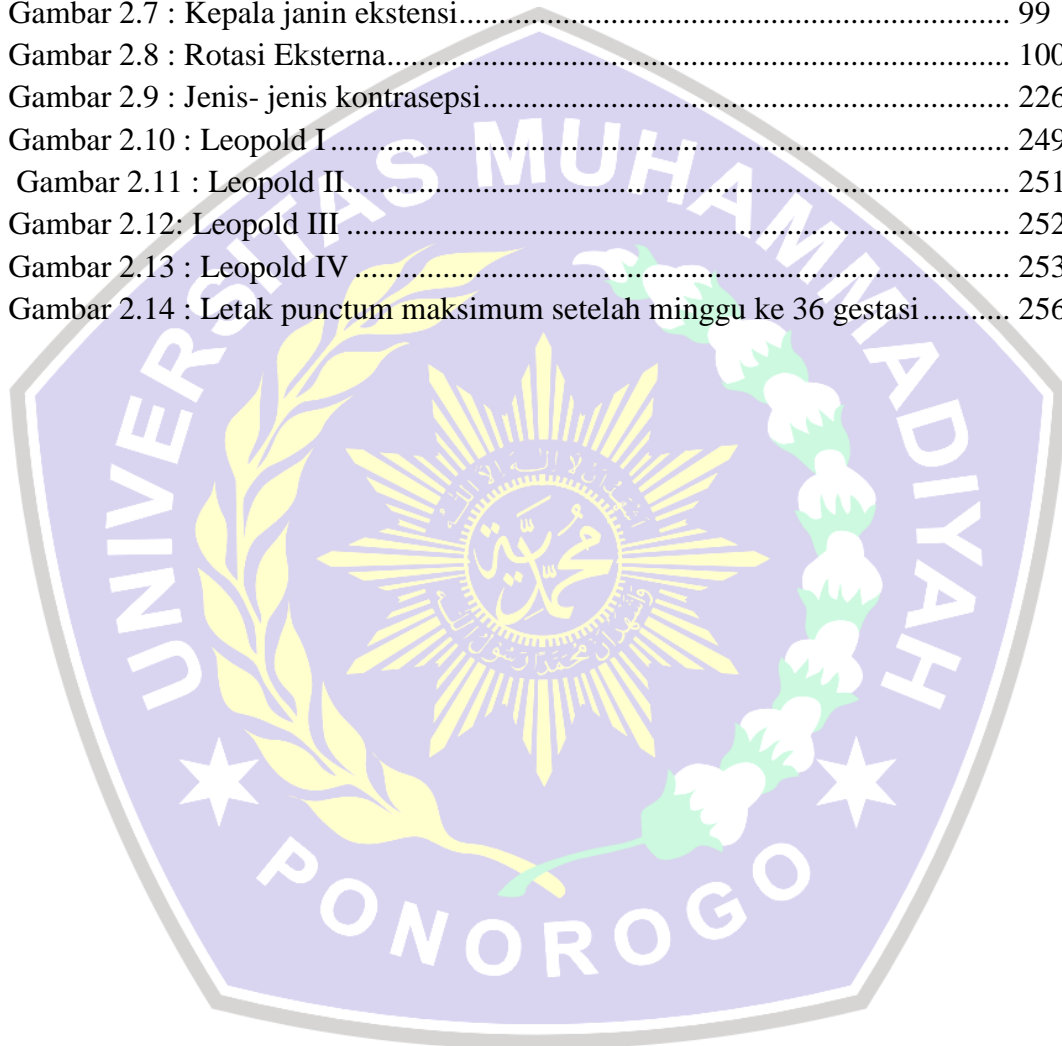 Gambar 2.7 : Kepala janin ekstensi..................................................................... 99
Gambar 2.8 : Rotasi Eksterna.............................................................................. 100
Gambar 2.9 : Jenis- jenis kontrasepsi.................................................................. 226
Gambar 2.10 : Leopold I..................................................................................... 249
Gambar 2.11 : Leopold II................................................................................... 251
Gambar 2.12: Leopold III ................................................................................... 252
Gambar 2.13 : Leopold IV .................................................................................. 253
Gambar 2.14 : Letak punctum maksimum setelah minggu ke 36 gestasi........... 256
UNIVERSITAS MUHAMMADIYAH
PONOROGO
محمدية